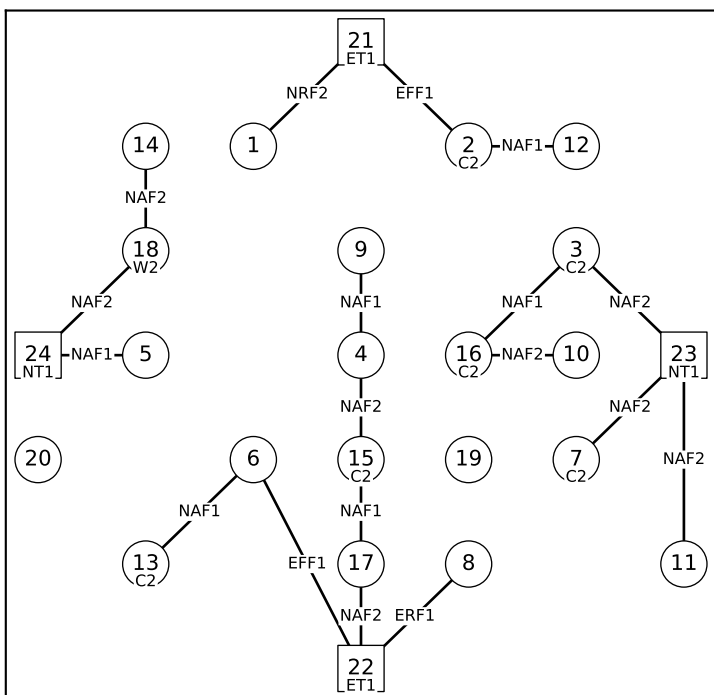 21
ET1
NRF2 EFF1
14 1 2 NAF1 12
C2
NAF2
18 9 3
W2 C2
NAF2 NAF1 NAF1 NAF2
24 NAF1 5 4 16 NAF2 10 23
NT1 C2 NT1
NAF2 NAF2
20 6 15 19 7 NAF2
C2 C2
NAF1 NAF1
13 EFF1 17 8 11
C2
NAF2 ERF1
22
ET1